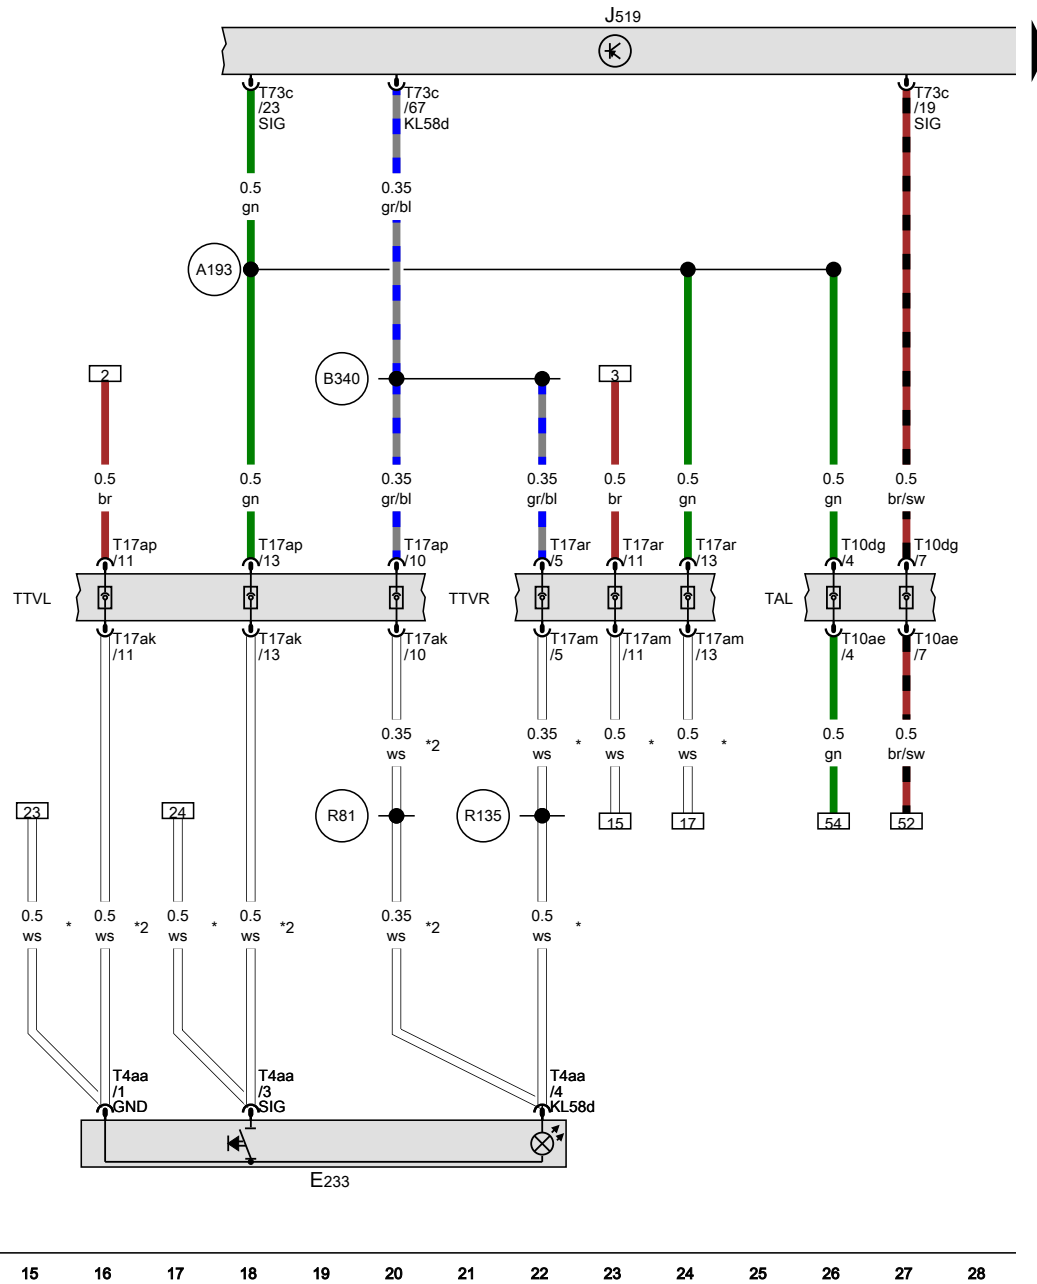 J519
T73c
/23
SIG
T73c
/67
KL58d
T73c
/19
SIG
0.5
gn
0.35
gr/bl
A193
2
B340
3
0.5
br
0.5
gn
0.35
gr/bl
0.35
gr/bl
0.5
br
0.5
gn
0.5
gn
0.5
br/sw
T17ap
/11
T17ap
/13
T17ap
/10
T17ar
/5
T17ar
/11
T17ar
/13
T10dg
/4
T10dg
/7
TTVL
TTVR
TAL
T17ak
/11
T17ak
/13
T17ak
/10
T17am
/5
T17am
/11
T17am
/13
T10ae
/4
T10ae
/7
0.35
ws
*2
0.35
ws
*
0.5
ws
*
0.5
ws
*
0.5
gn
0.5
br/sw
23
24
R81
R135
15
17
54
52
0.5
ws
*
0.5
ws
*2
0.5
ws
*
0.5
ws
*2
0.35
ws
*2
0.5
ws
*
T4aa
/1
GND
T4aa
/3
SIG
T4aa
/4
KL58d
E233
15 16 17 18 19 20 21 22 23 24 25 26 27 28